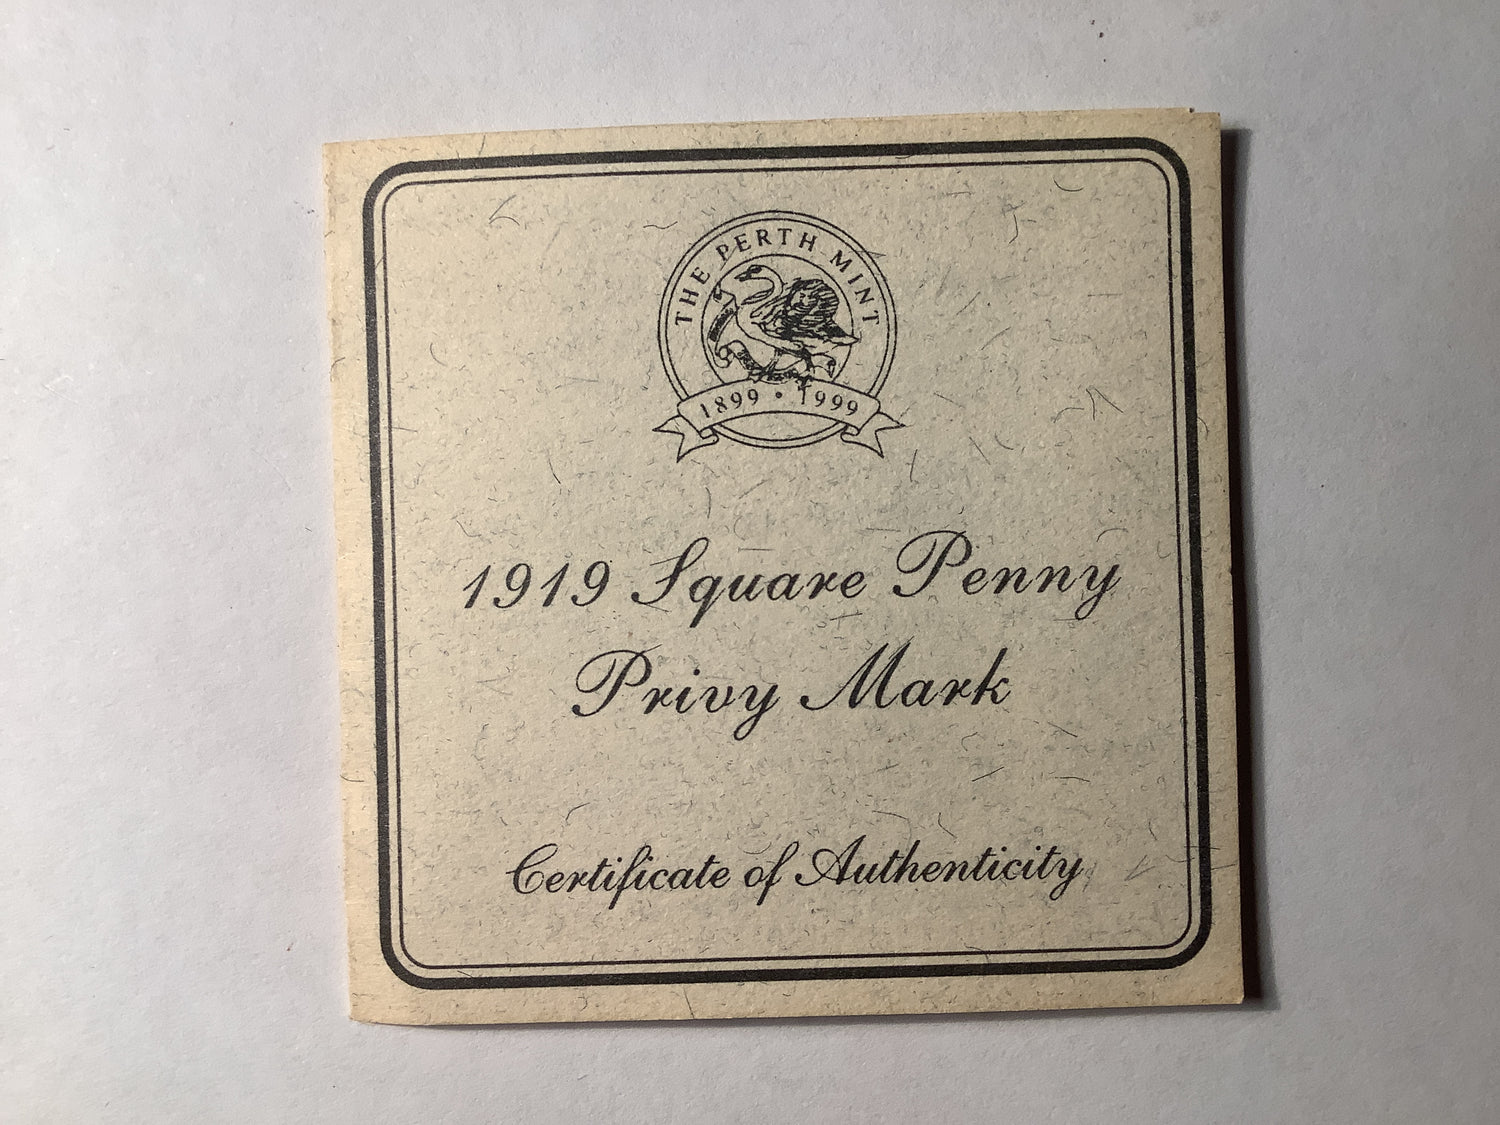 THE PERTH MINT
1899 • 1999
1919 Square Penny
Privy Mark
Certificate of Authenticity